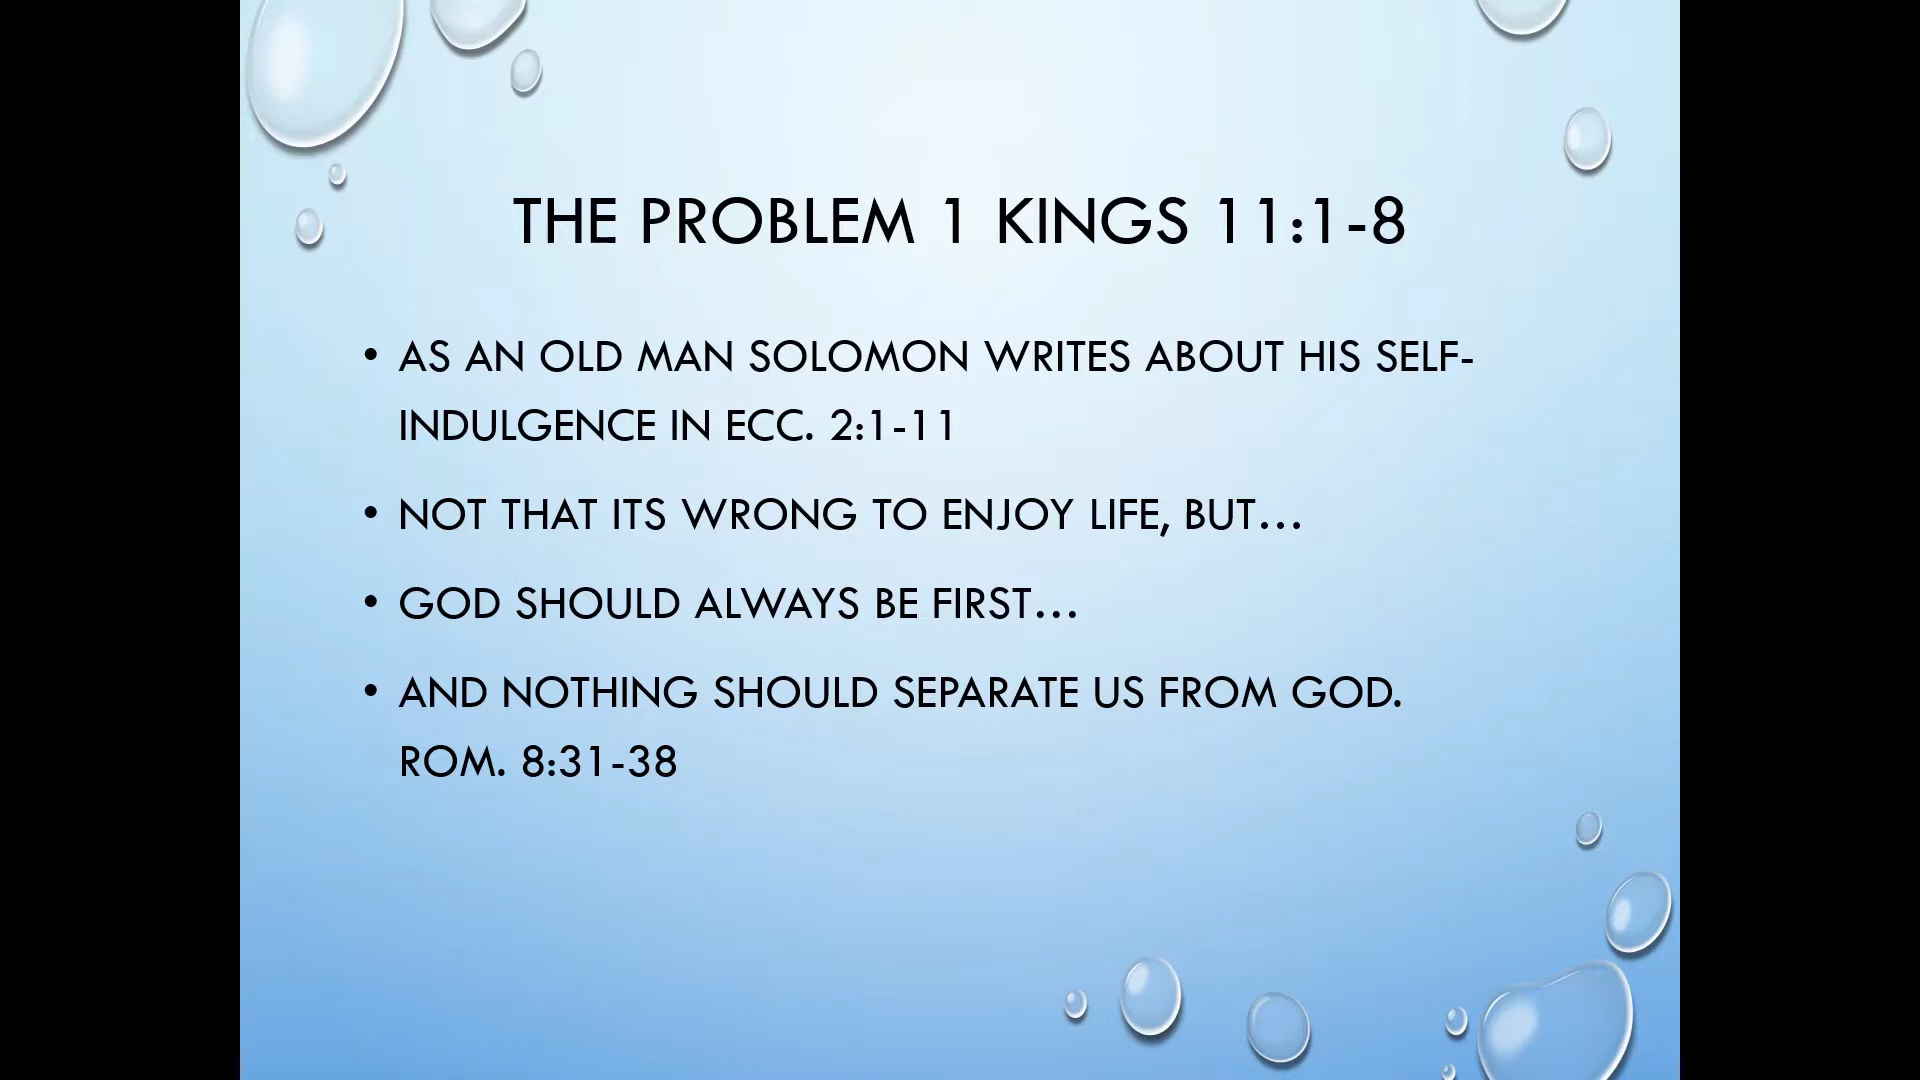 THE PROBLEM 1 KINGS 11:1-8
• AS AN OLD MAN SOLOMON WRITES ABOUT HIS SELF-
INDULGENCE IN ECC. 2:1-11
• NOT THAT ITS WRONG TO ENJOY LIFE, BUT…
• GOD SHOULD ALWAYS BE FIRST…
• AND NOTHING SHOULD SEPARATE US FROM GOD.
ROM. 8:31-38